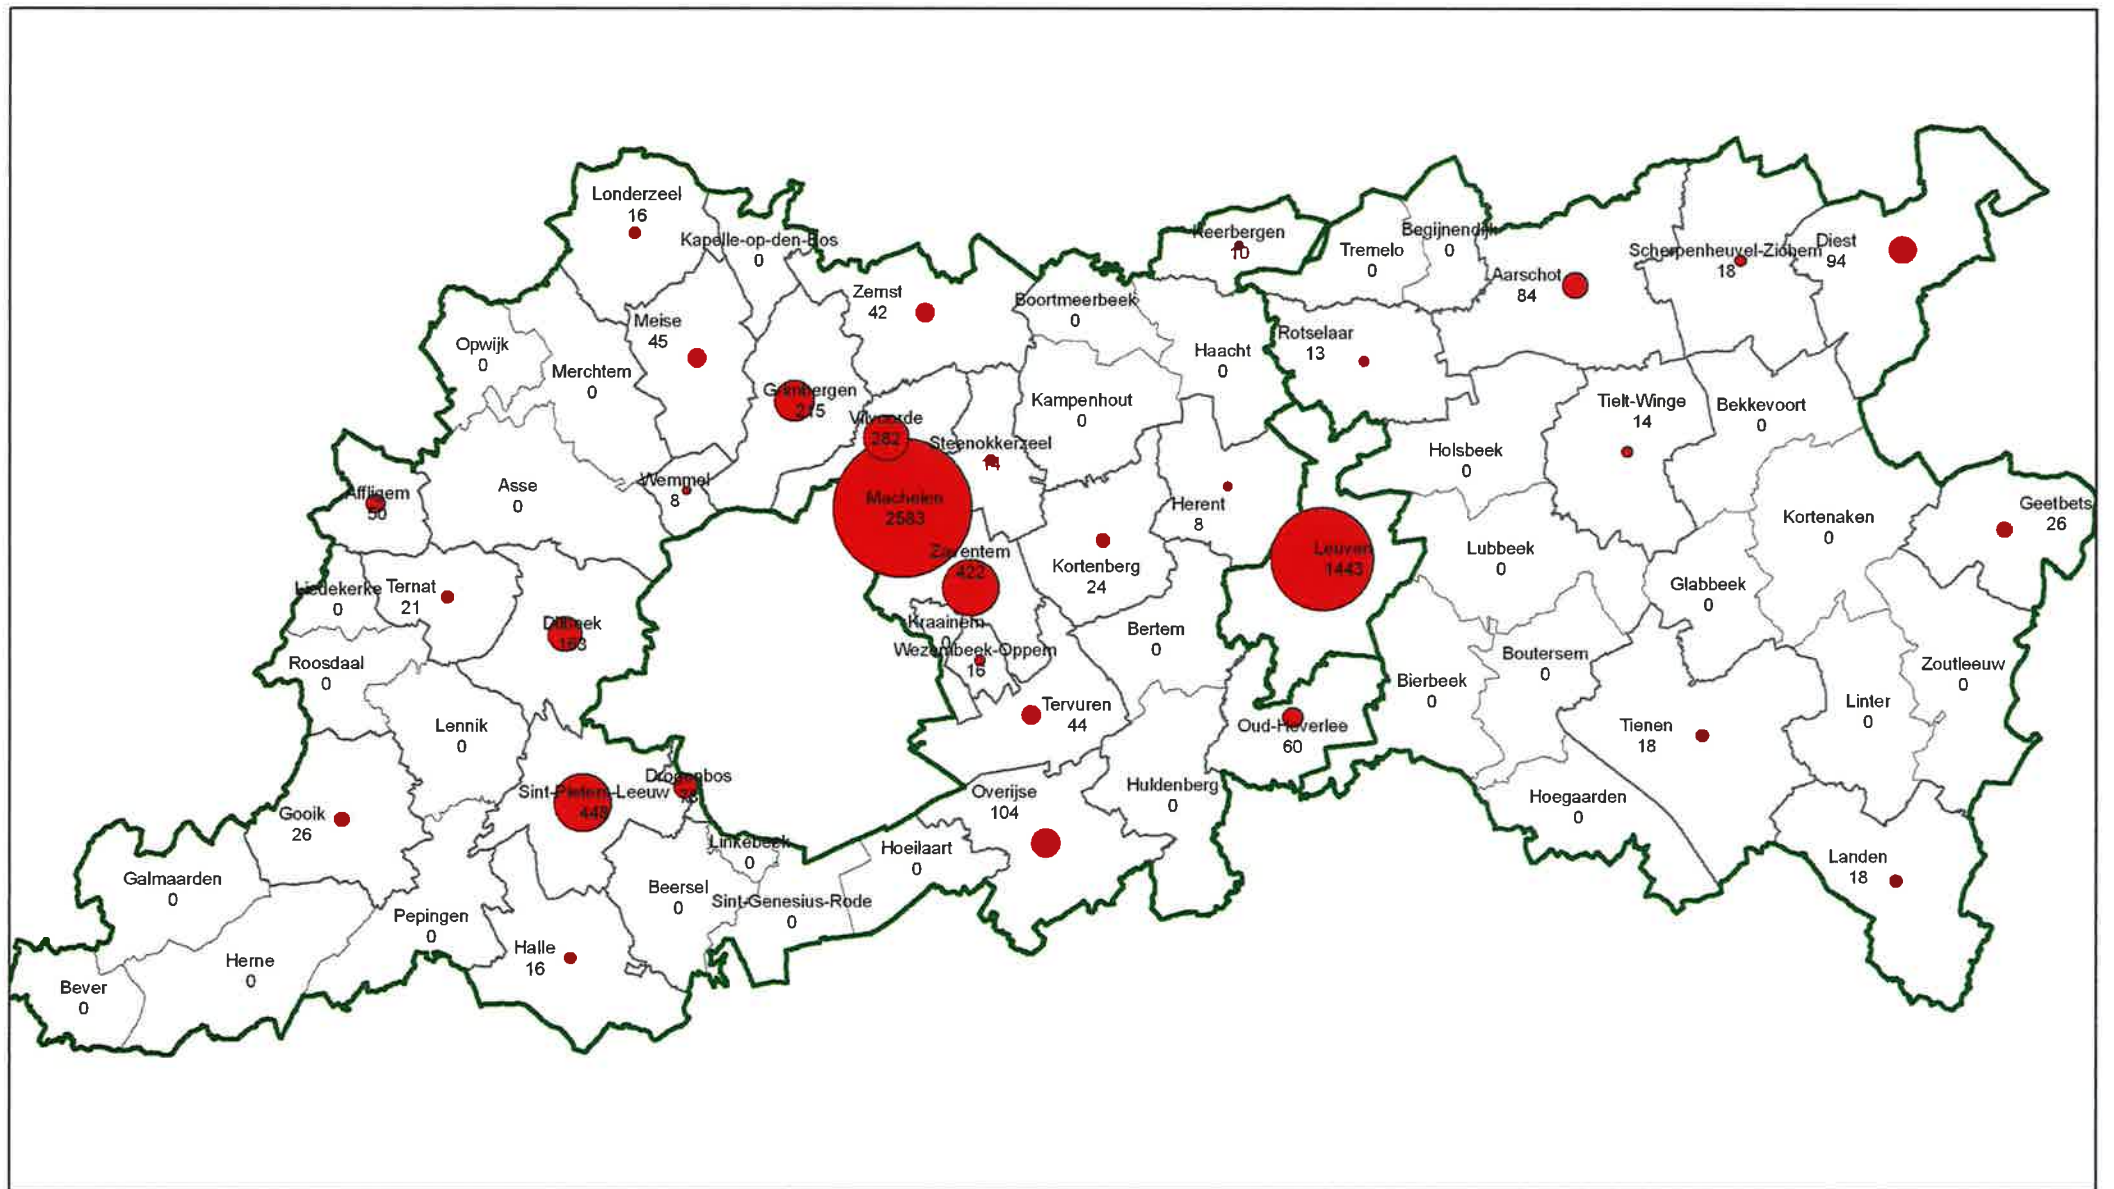 Londerzeel
16
Kapelle-op-den-Bos
0
Keerbergen
10
Tremelo
0
Begijnendijk
0
Scherpenheuvel-Zichem
18
Diest
94
Aarschot
84
Zemst
42
Boortmeerbeek
0
Meise
45
Rotselaar
13
Opwijk
0
Merchtem
0
Haacht
0
Grimbergen
215
Kampenhout
0
Tielt-Winge
14
Bekkevoort
0
Vilvoorde
282
Steenokkerzeel
14
Holsbeek
0
Wemmel
8
Asse
0
Affligem
50
Machelen
2583
Herent
8
Geetbets
26
Kortenaken
0
Zaventem
422
Leuven
1443
Lubbeek
0
Kortenberg
24
Liedekerke
0
Ternat
21
Glabbeek
0
Dilbeek
163
Kraainem
0
Bertem
0
Wezembeek-Oppem
16
Roosdaal
0
Boutersem
0
Zoutleeuw
0
Bierbeek
0
Lennik
0
Tervuren
44
Linter
0
Oud-Heverlee
60
Tienen
18
Drogenbos
Sint-Pieters-Leeuw
448
Overijse
104
Huldenberg
0
Hoegaarden
0
Gooik
26
Linkebeek
0
Hoeilaart
0
Landen
18
Galmaarden
0
Beersel
0
Sint-Genesius-Rode
0
Pepingen
0
Halle
16
Herne
0
Bever
0